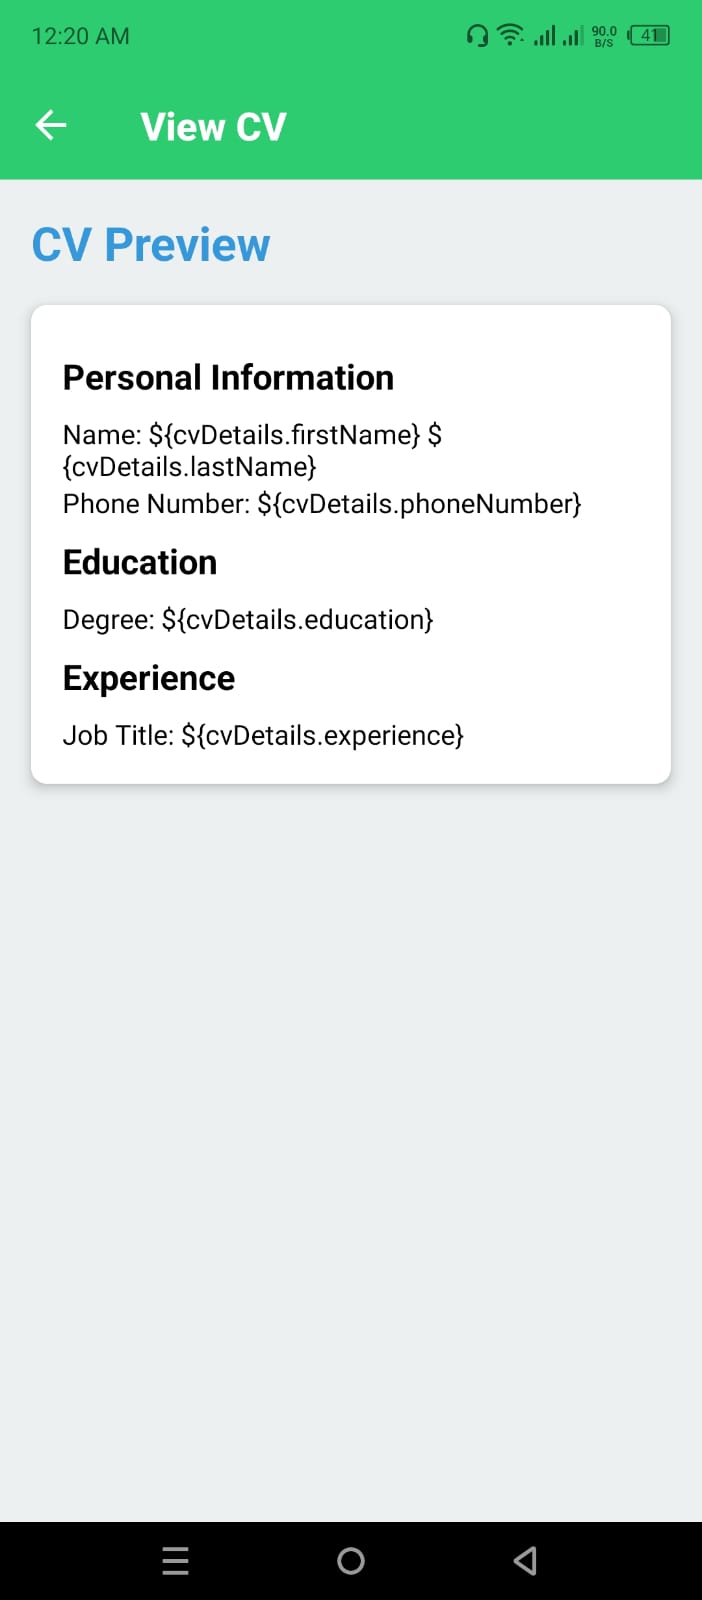 12:20 AM
90.0
B/S
41
View CV
CV Preview
Personal Information
Name: ${cvDetails.firstName} $
{cvDetails.lastName}
Phone Number: ${cvDetails.phoneNumber}
Education
Degree: ${cvDetails.education}
Experience
Job Title: ${cvDetails.experience}